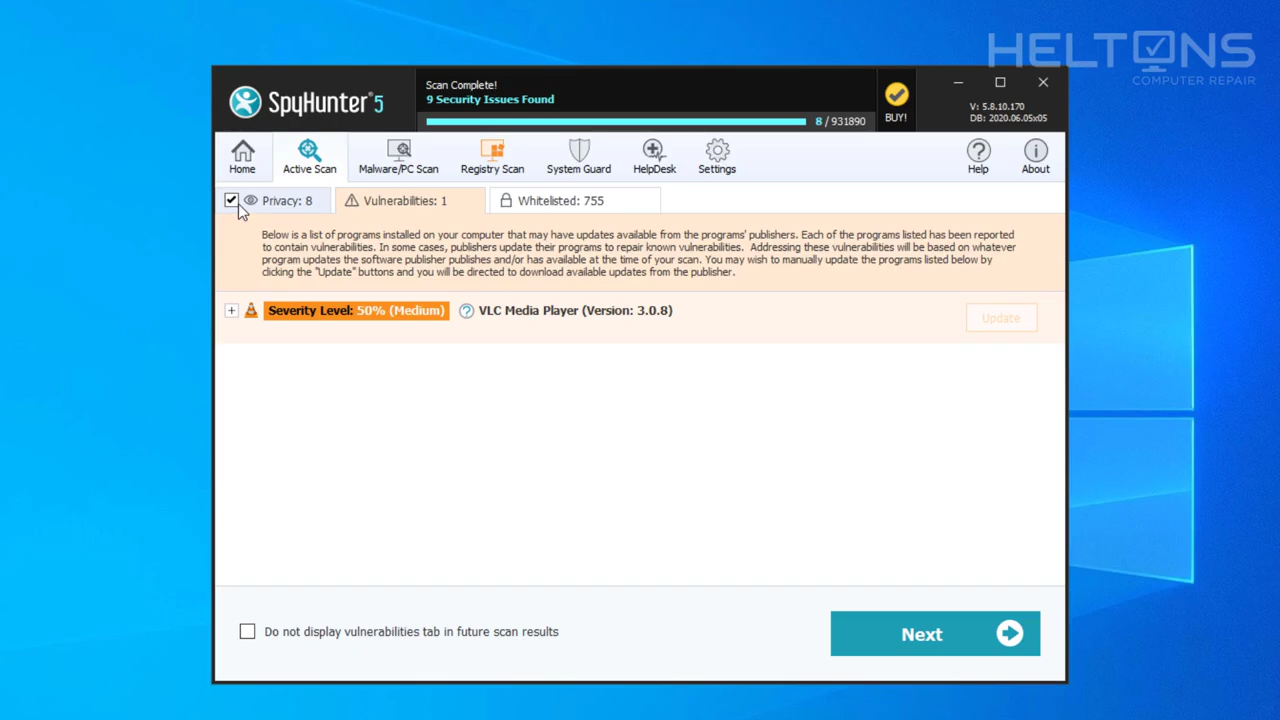 HELTONS
COMPUTER REPAIR
SpyHunter® 5
Scan Complete!
9 Security Issues Found
8 / 931890
BUY!
V: 5.8.10.170
DB: 2020.06.05x05
Home
Active Scan
Malware/PC Scan
Registry Scan
System Guard
HelpDesk
Settings
Help
About
Privacy: 8
Vulnerabilities: 1
Whitelisted: 755
Below is a list of programs installed on your computer that may have updates available from the programs' publishers. Each of the programs listed has been reported
to contain vulnerabilities. In some cases, publishers update their programs to repair known vulnerabilities. Addressing these vulnerabilities will be based on whatever
program updates the software publisher publishes and/or has available at the time of your scan. You may wish to manually update the programs listed below by
clicking the "Update" buttons and you will be directed to download available updates from the publisher.
Severity Level: 50% (Medium)
VLC Media Player (Version: 3.0.8)
Update
Do not display vulnerabilities tab in future scan results
Next